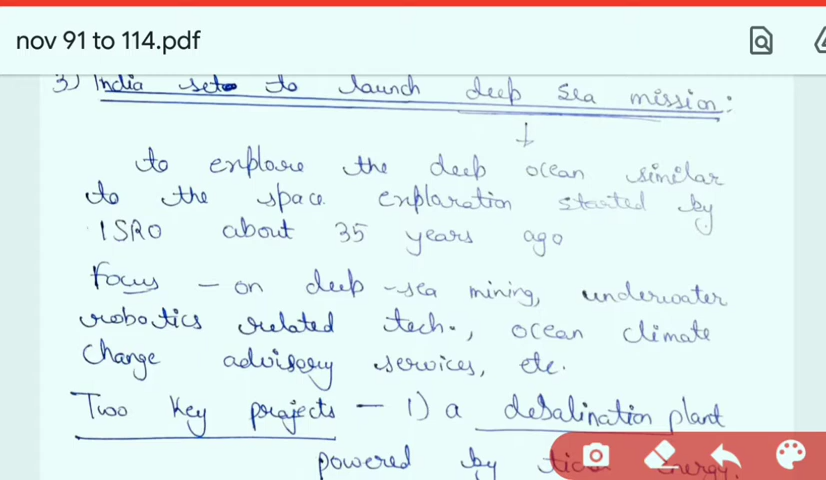 nov 91 to 114.pdf
3) India set to launch deep sea mission:
to explore the deep ocean similar
to the space exploration started by
ISRO about 35 years ago
focus - on deep-sea mining, underwater
robotics related tech., ocean climate
change advisory services, etc.
Two key projects - 1) a desalination plant
powered by energy